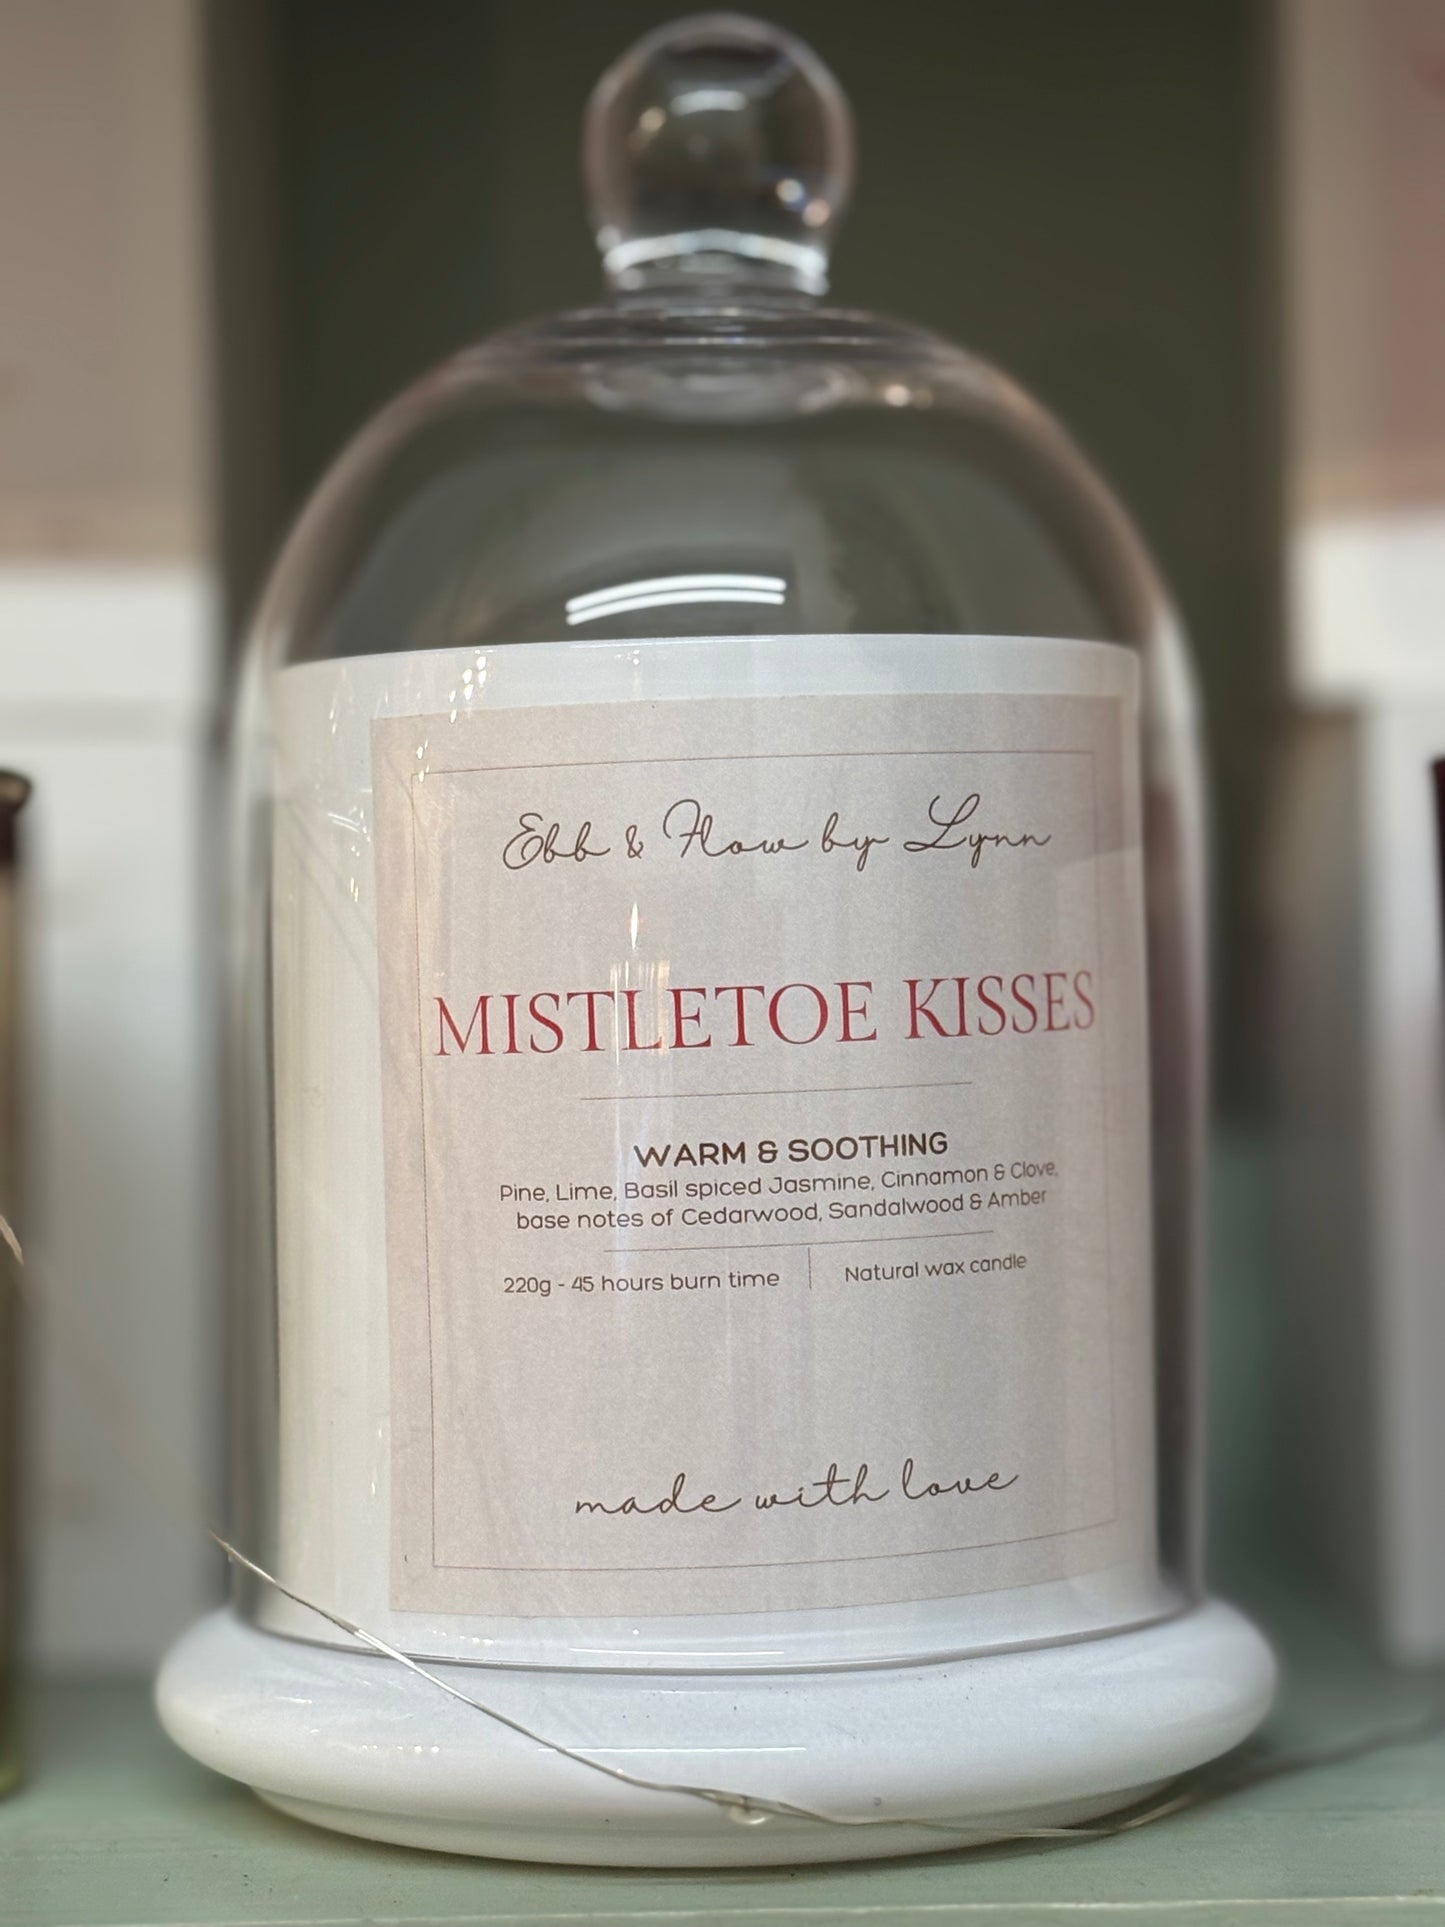 Ebb & Flow by Lynn
MISTLETOE KISSES
WARM & SOOTHING
Pine, Lime, Basil spiced Jasmine, Cinnamon & Clove,
base notes of Cedarwood, Sandalwood & Amber
220g - 45 hours burn time
Natural wax candle
made with love